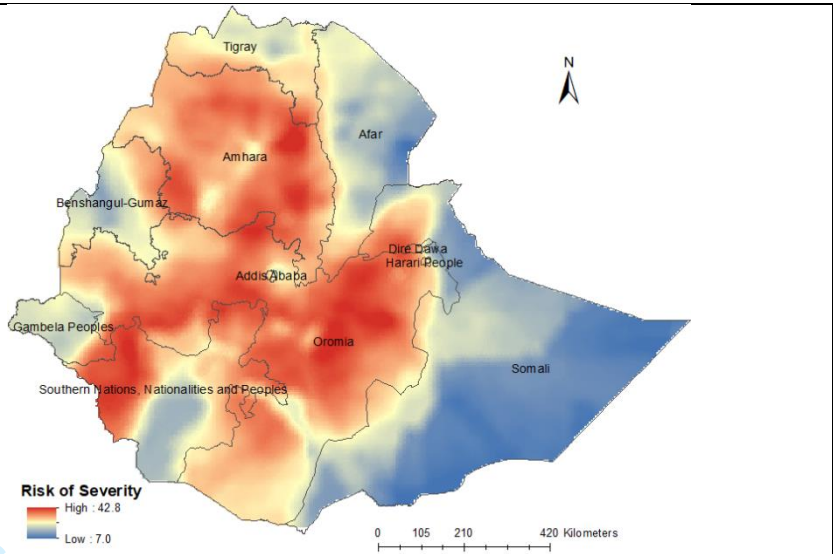 Tigray
N
Afar
Amhara
Benshangul-Gumaz
Dire Dawa
Harari People
Addis Ababa
Gambela Peoples
Oromia
Somali
Southern Nations, Nationalities and Peoples
Risk of Severity
High : 42.8
Low : 7.0
0 105 210 420 Kilometers